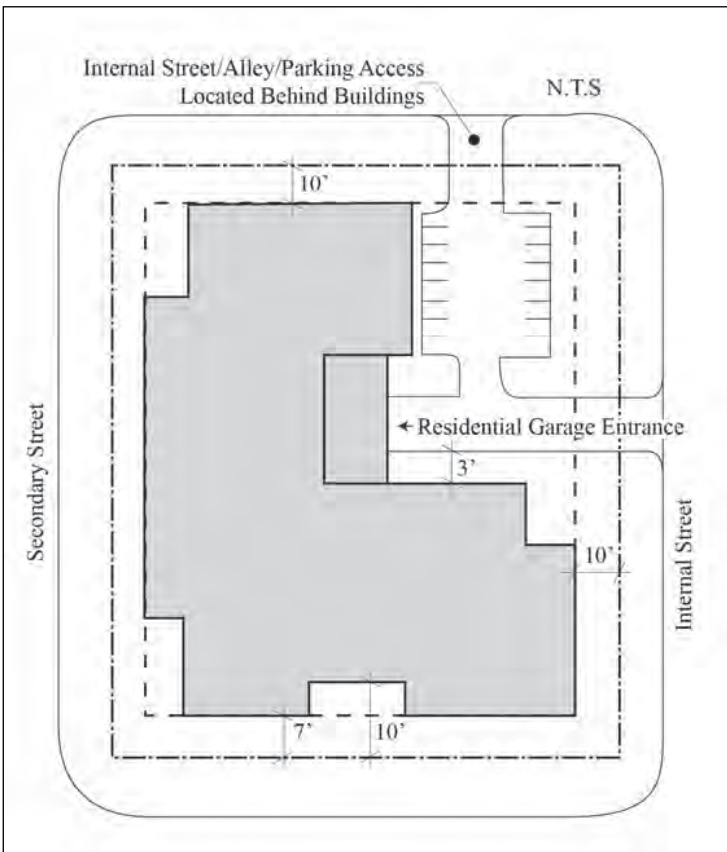 Internal Street/Alley/Parking Access
Located Behind Buildings
N.T.S
10’
Residential Garage Entrance
3’
Secondary Street
10’
Internal Street
7’
10’